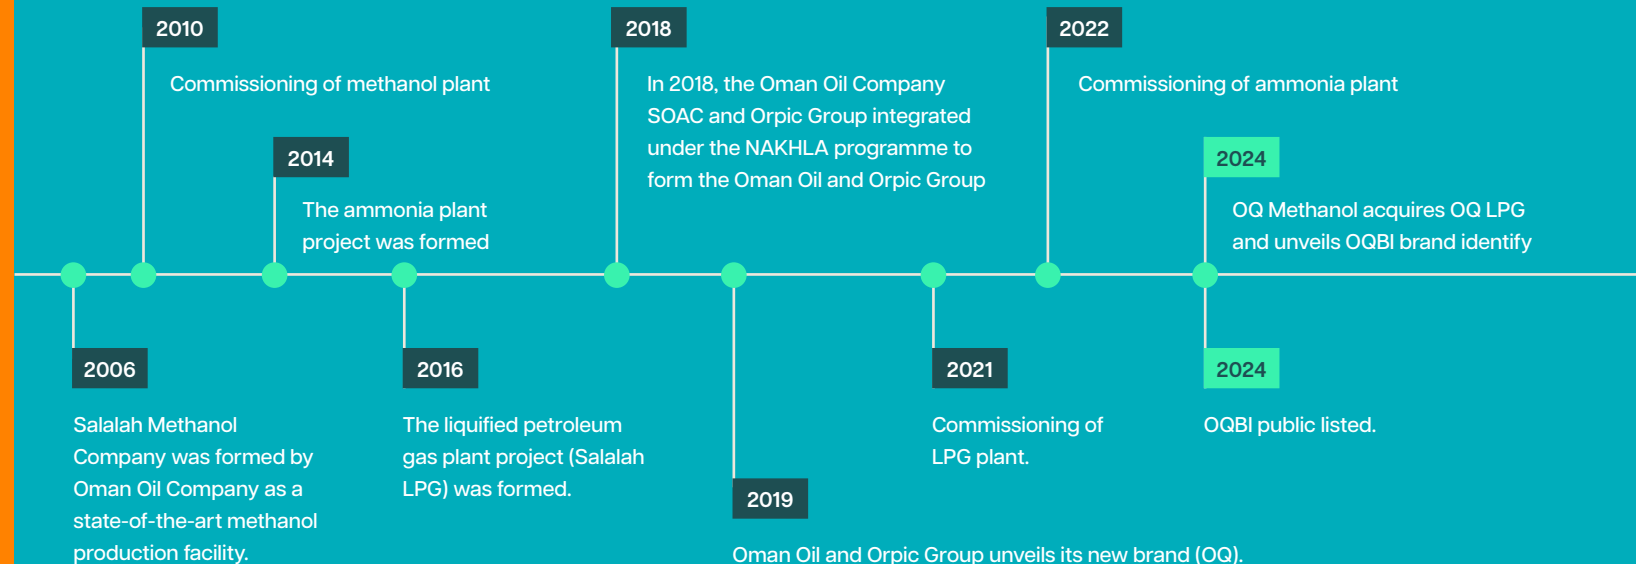 2010
Commissioning of methanol plant
2014
The ammonia plant
project was formed
2018
In 2018, the Oman Oil Company
SOAC and Orpic Group integrated
under the NAKHLA programme to
form the Oman Oil and Orpic Group
2022
Commissioning of ammonia plant
2024
OQ Methanol acquires OQ LPG
and unveils OQBI brand identify
2006
Salalah Methanol
Company was formed by
Oman Oil Company as a
state-of-the-art methanol
production facility.
2016
The liquified petroleum
gas plant project (Salalah
LPG) was formed.
2019
Oman Oil and Orpic Group unveils its new brand (OQ).
2021
Commissioning of
LPG plant.
2024
OQBI public listed.